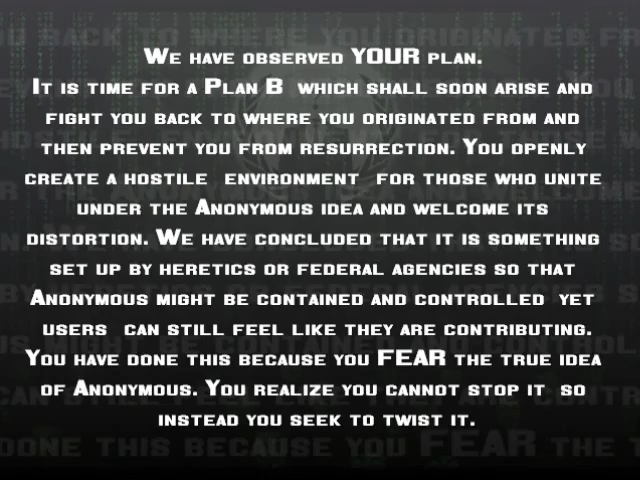 We have observed YOUR plan.
It is time for a Plan B which shall soon arise and
fight you back to where you originated from and
then prevent you from resurrection. You openly
create a hostile environment for those who unite
under the Anonymous idea and welcome its
distortion. We have concluded that it is something
set up by heretics or federal agencies so that
Anonymous might be contained and controlled yet
users can still feel like they are contributing.
You have done this because you FEAR the true idea
of Anonymous. You realize you cannot stop it so
instead you seek to twist it.